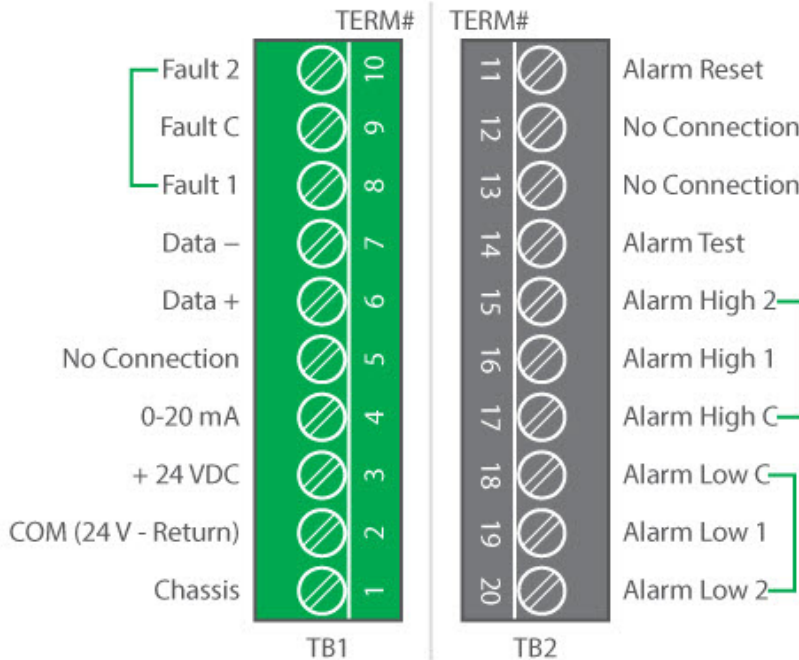 TERM# TERM#
Fault 2 10 11 Alarm Reset
Fault C 9 12 No Connection
Fault 1 8 13 No Connection
Data – 7 14 Alarm Test
Data + 6 15 Alarm High 2
No Connection 5 16 Alarm High 1
0-20 mA 4 17 Alarm High C
+ 24 VDC 3 18 Alarm Low C
COM (24 V - Return) 2 19 Alarm Low 1
Chassis 1 20 Alarm Low 2
TB1 TB2